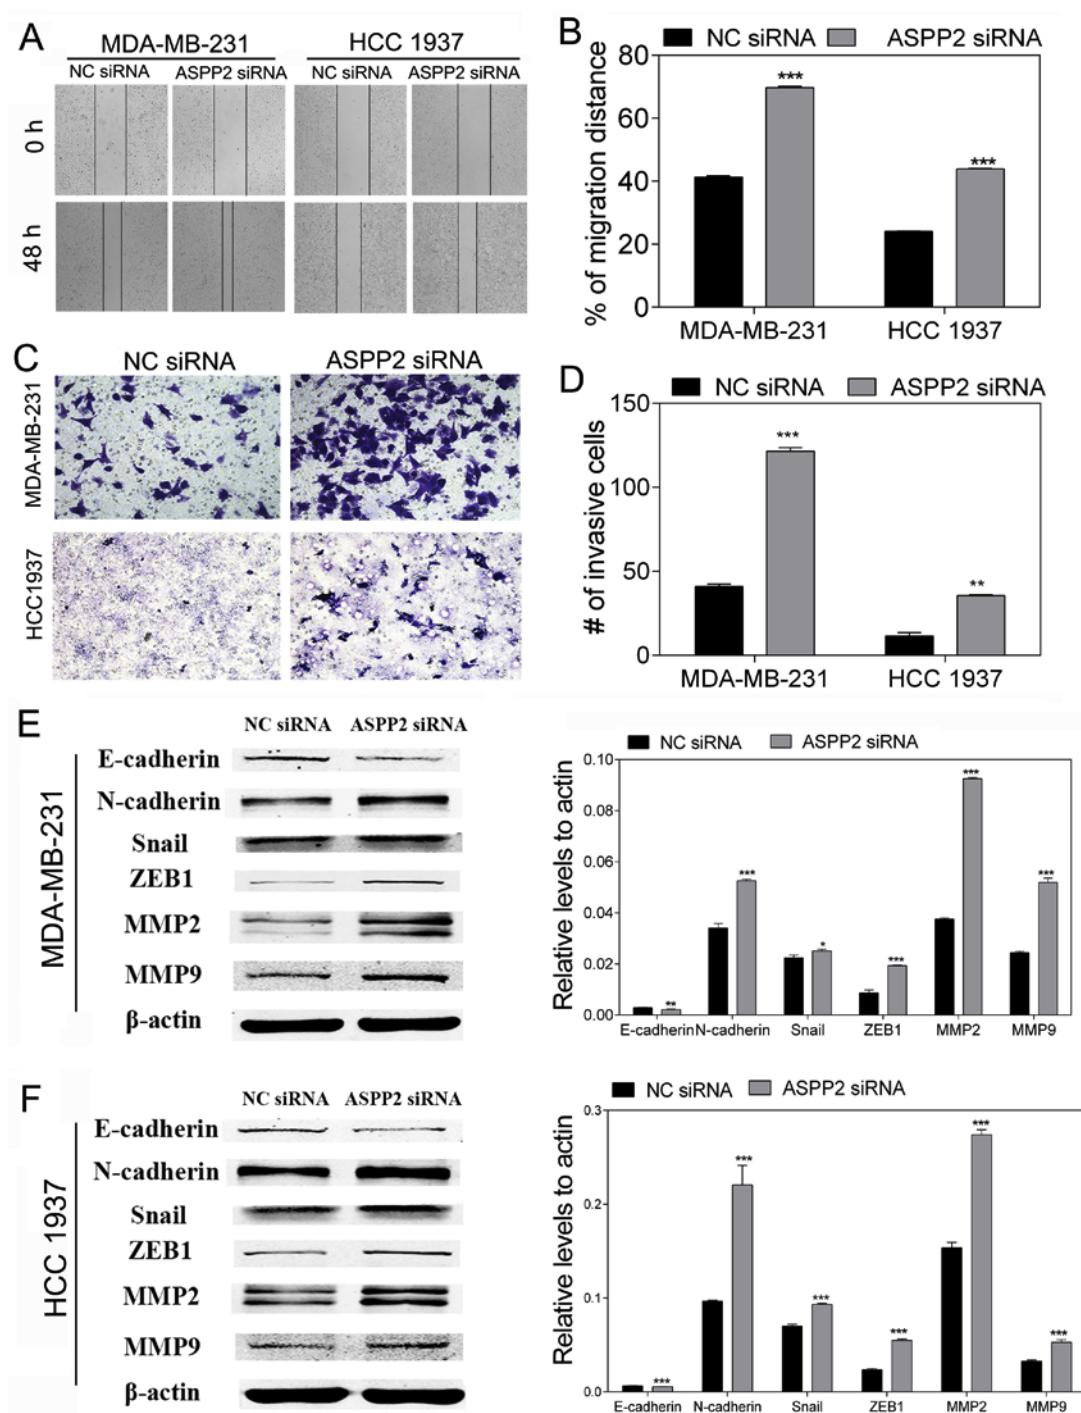 A
MDA-MB-231
HCC 1937
NC siRNA
ASPP2 siRNA
NC siRNA
ASPP2 siRNA
0 h
48 h
B
NC siRNA
ASPP2 siRNA
% of migration distance
80
60
40
20
0
***
***
MDA-MB-231
HCC 1937
C
NC siRNA
ASPP2 siRNA
MDA-MB-231
HCC1937
D
NC siRNA
ASPP2 siRNA
# of invasive cells
150
100
50
0
***
**
MDA-MB-231
HCC 1937
E
MDA-MB-231
NC siRNA
ASPP2 siRNA
E-cadherin
N-cadherin
Snail
ZEB1
MMP2
MMP9
β-actin
NC siRNA
ASPP2 siRNA
Relative levels to actin
0.10
0.08
0.06
0.04
0.02
0.00
**
***
*
***
***
***
E-cadherin
N-cadherin
Snail
ZEB1
MMP2
MMP9
F
HCC 1937
NC siRNA
ASPP2 siRNA
E-cadherin
N-cadherin
Snail
ZEB1
MMP2
MMP9
β-actin
NC siRNA
ASPP2 siRNA
Relative levels to actin
0.3
0.2
0.1
0.0
***
***
***
***
***
***
E-cadherin
N-cadherin
Snail
ZEB1
MMP2
MMP9